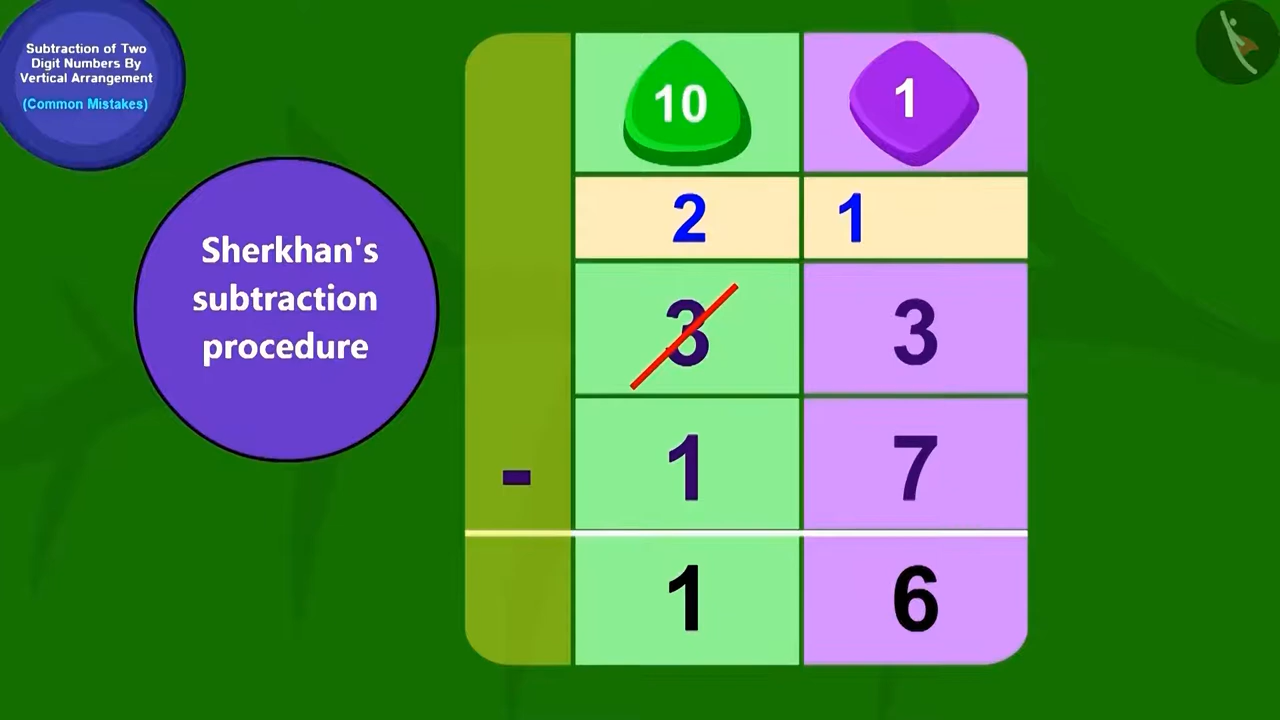 Subtraction of Two
Digit Numbers By
Vertical Arrangement
(Common Mistakes)
Sherkhan's
subtraction
procedure
10 1
2 1
3 3
- 1 7
1 6